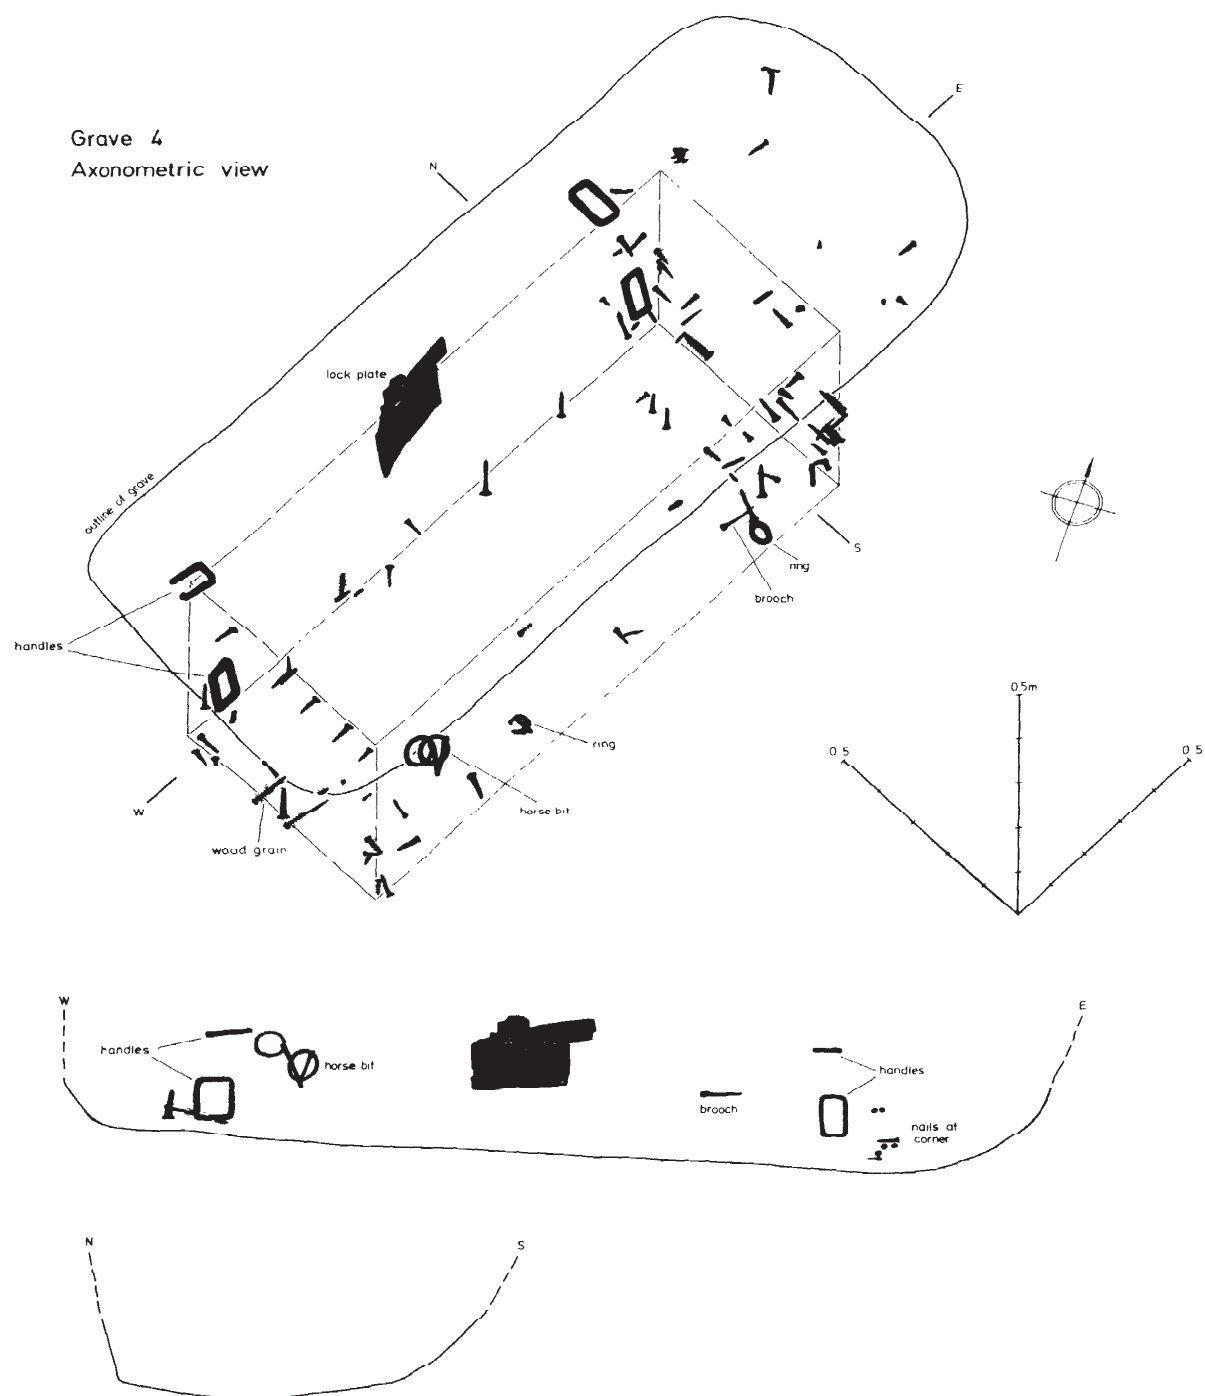 Grave 4
Axonometric view
N
E
lock plate
outline of grave
handles
S
ring
brooch
ring
horse bit
W
wood grain
0.5m
0.5
0.5
W
E
handles
horse bit
handles
brooch
nails at
corner
N
S